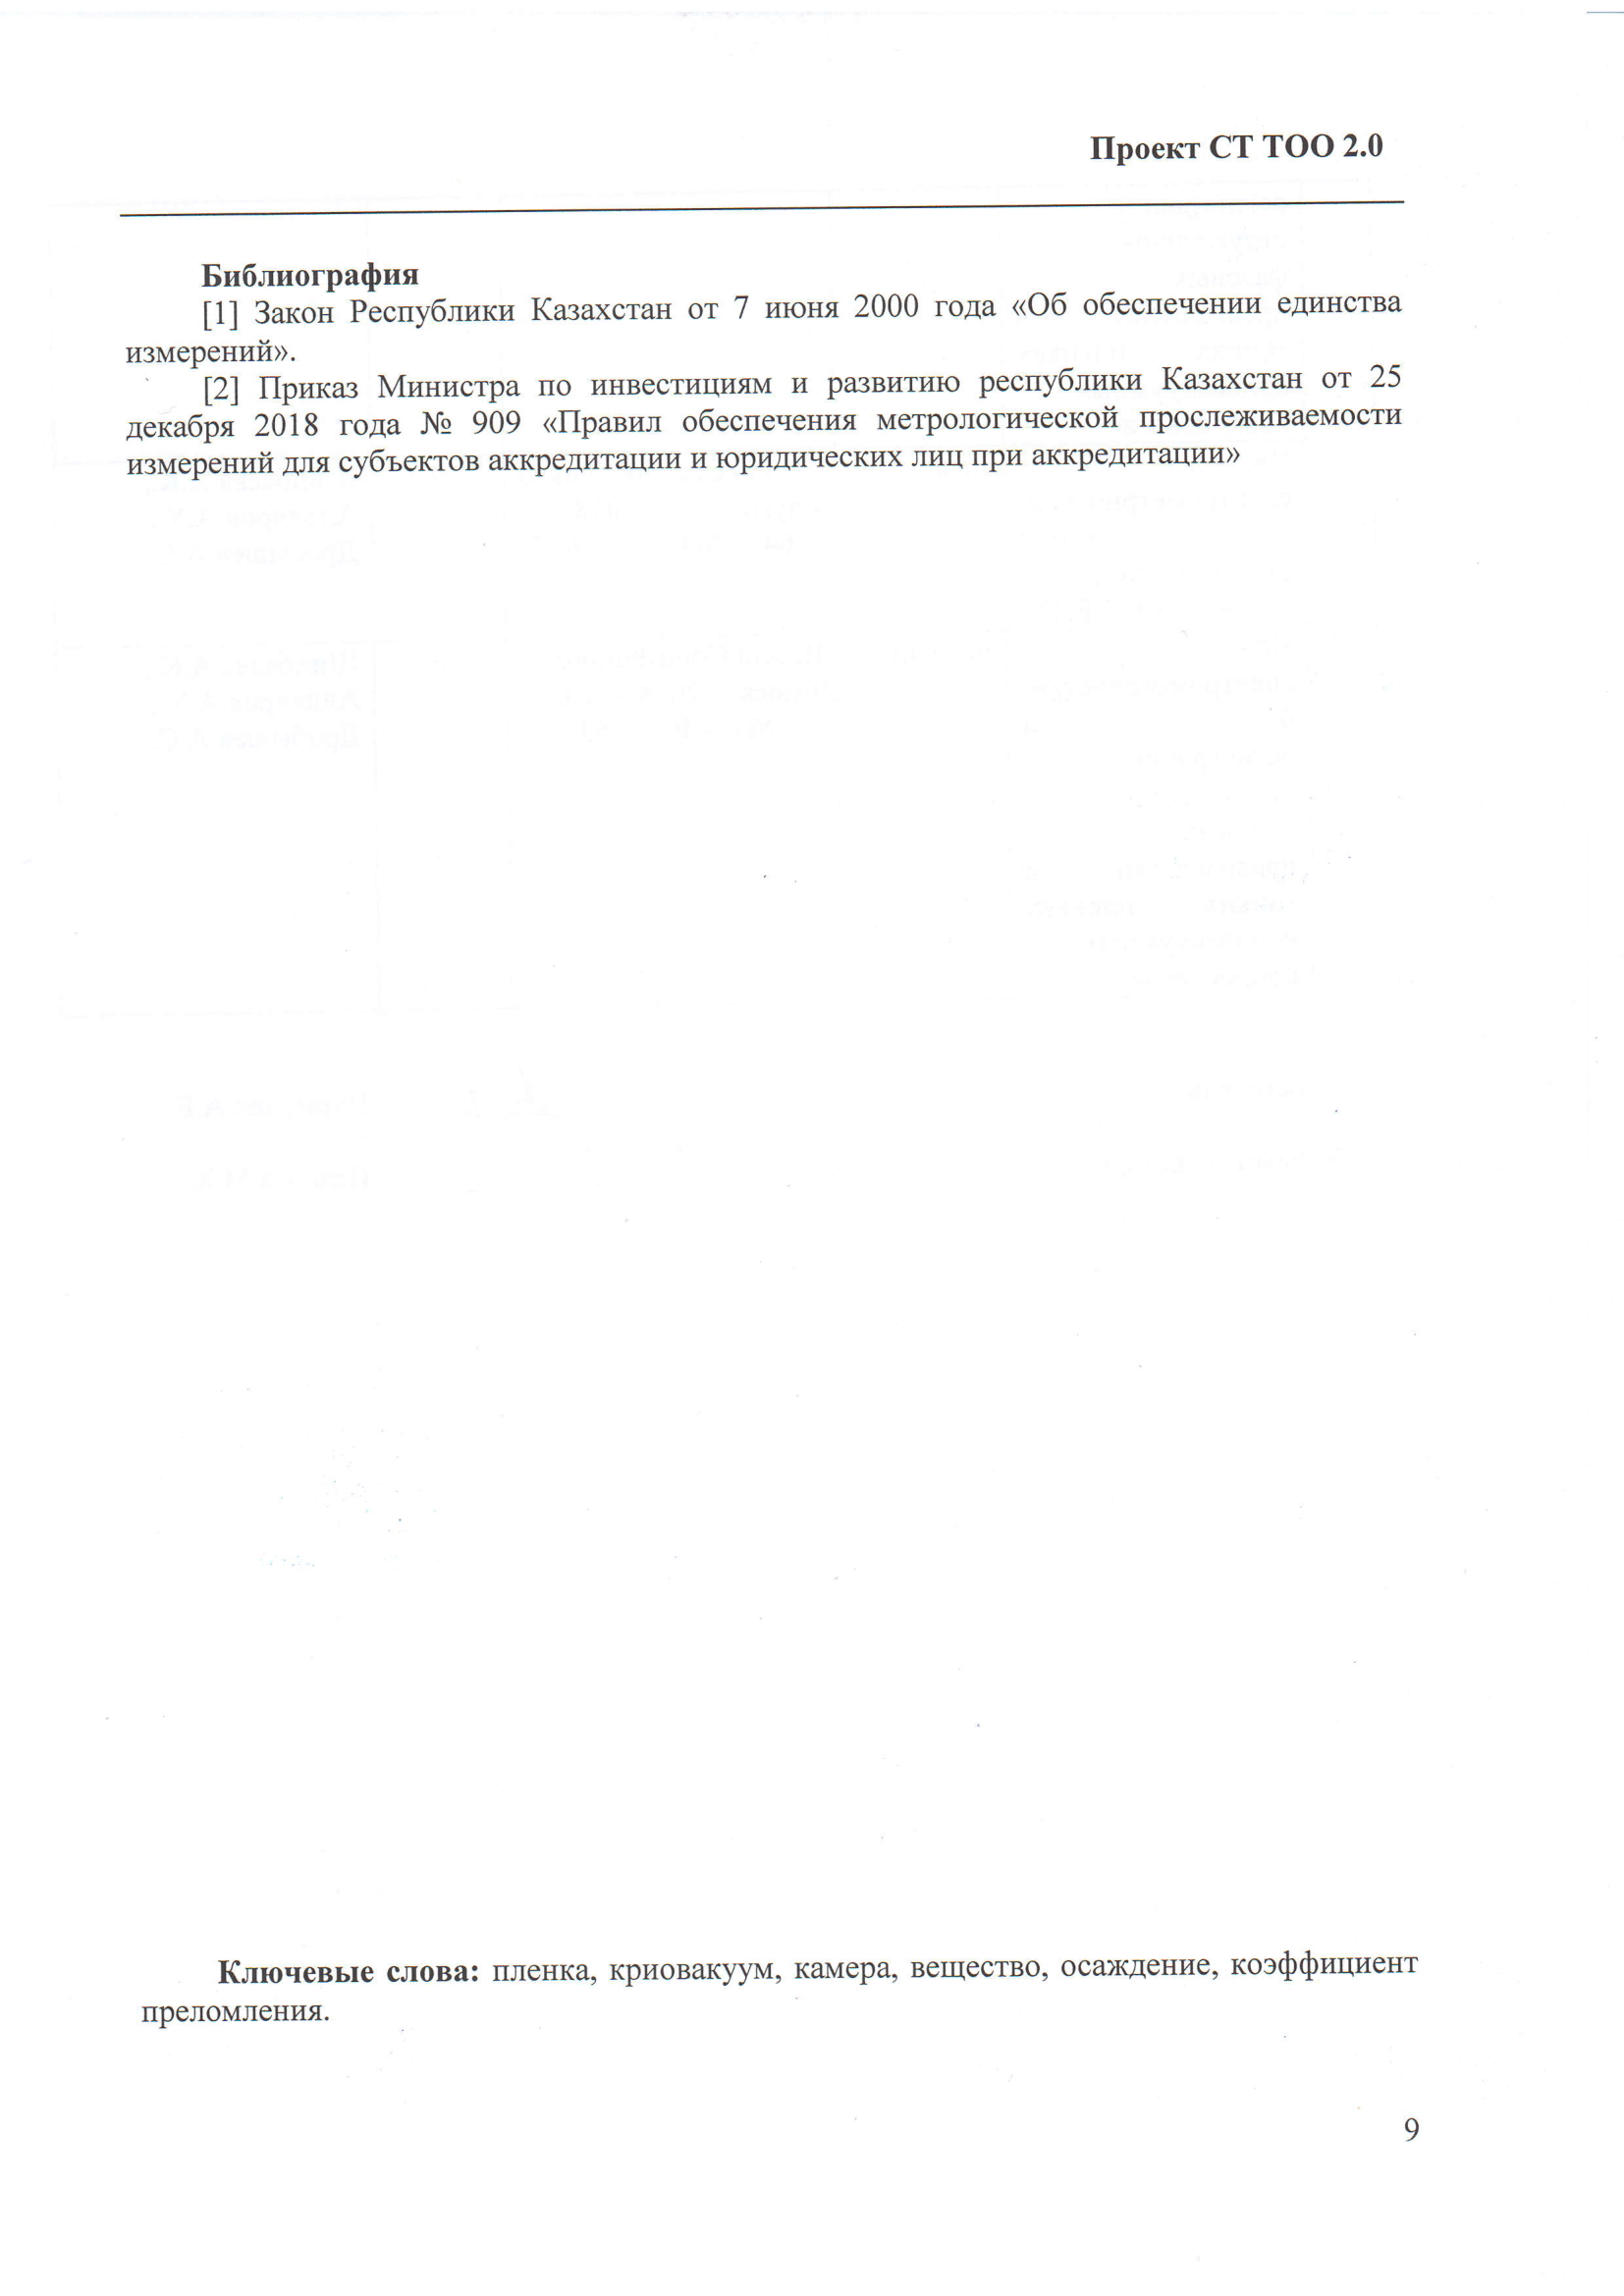 Проект СТ ТОО 2.0
Библиография
[1] Закон Республики Казахстан от 7 июня 2000 года «Об обеспечении единства
измерений».
[2] Приказ Министра по инвестициям и развитию республики Казахстан от 25
декабря 2018 года № 909 «Правил обеспечения метрологической прослеживаемости
измерений для субъектов аккредитации и юридических лиц при аккредитации»
Ключевые слова: пленка, криовакуум, камера, вещество, осаждение, коэффициент
преломления.
9